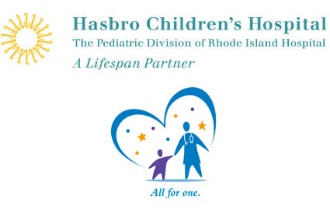 Hasbro Children's Hospital
The Pediatric Division of Rhode Island Hospital
A Lifespan Partner
All for one.